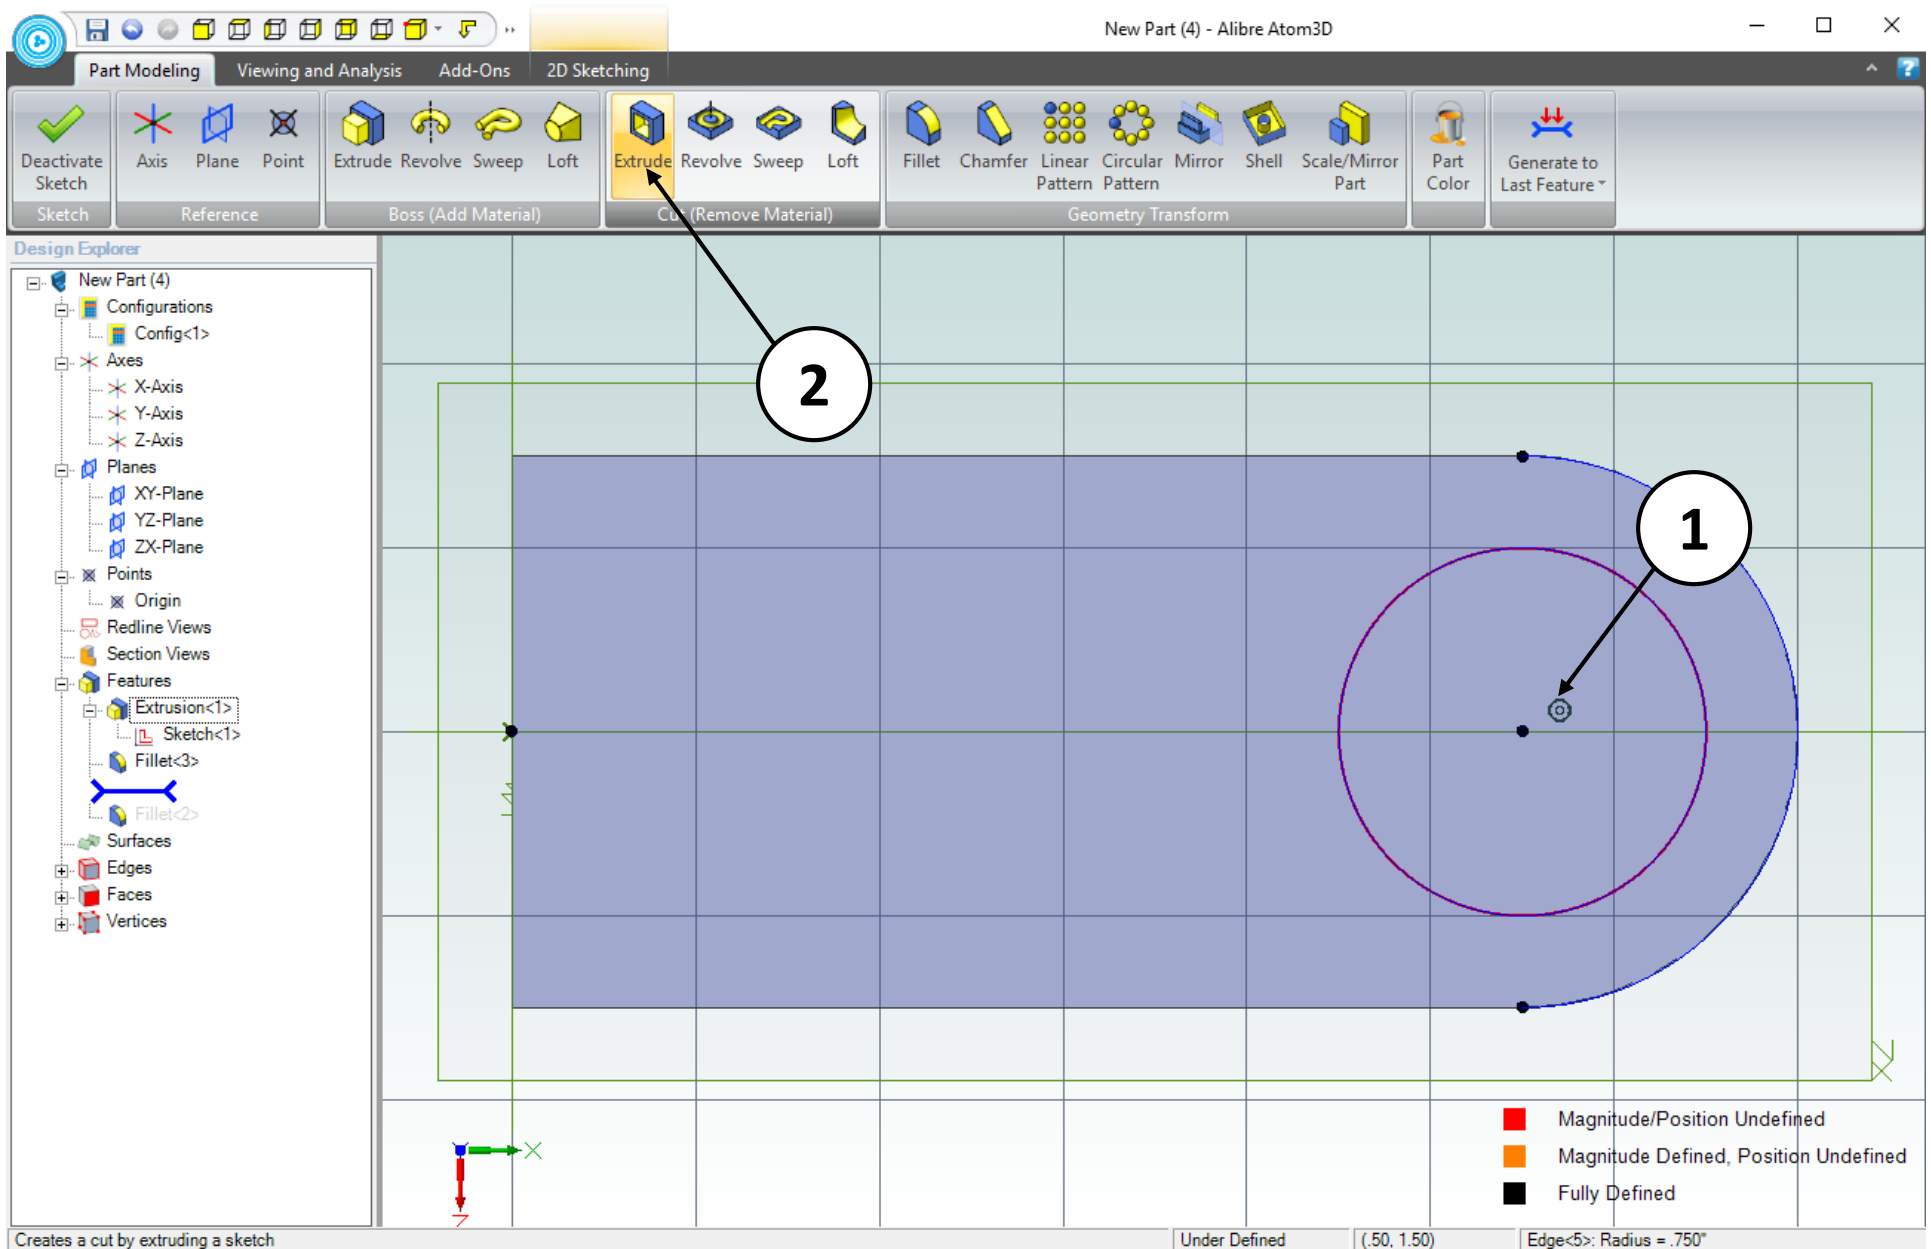 New Part (4) - Alibre Atom3D
Part Modeling Viewing and Analysis Add-Ons 2D Sketching
Deactivate Sketch
Axis Plane Point
Extrude Revolve Sweep Loft
Extrude Revolve Sweep Loft
Fillet Chamfer Linear Pattern Circular Pattern Mirror Shell Scale/Mirror Part
Part Color
Generate to Last Feature
Sketch Reference Boss (Add Material) Cut (Remove Material) Geometry Transform
Design Explorer
New Part (4)
Configurations
Config<1>
Axes
X-Axis
Y-Axis
Z-Axis
Planes
XY-Plane
YZ-Plane
ZX-Plane
Points
Origin
Redline Views
Section Views
Features
Extrusion<1>
Sketch<1>
Fillet<3>
Fillet<2>
Surfaces
Edges
Faces
Vertices
2
1
X
Z
Magnitude/Position Undefined
Magnitude Defined, Position Undefined
Fully Defined
Creates a cut by extruding a sketch
Under Defined
(.50, 1.50)
Edge<5>: Radius = .750"